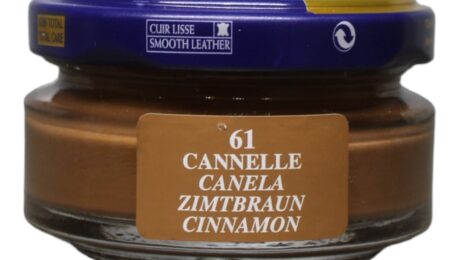 CUIR LISSE
SMOOTH LEATHER
61
CANNELLE
CANELA
ZIMTBRAUN
CINNAMON